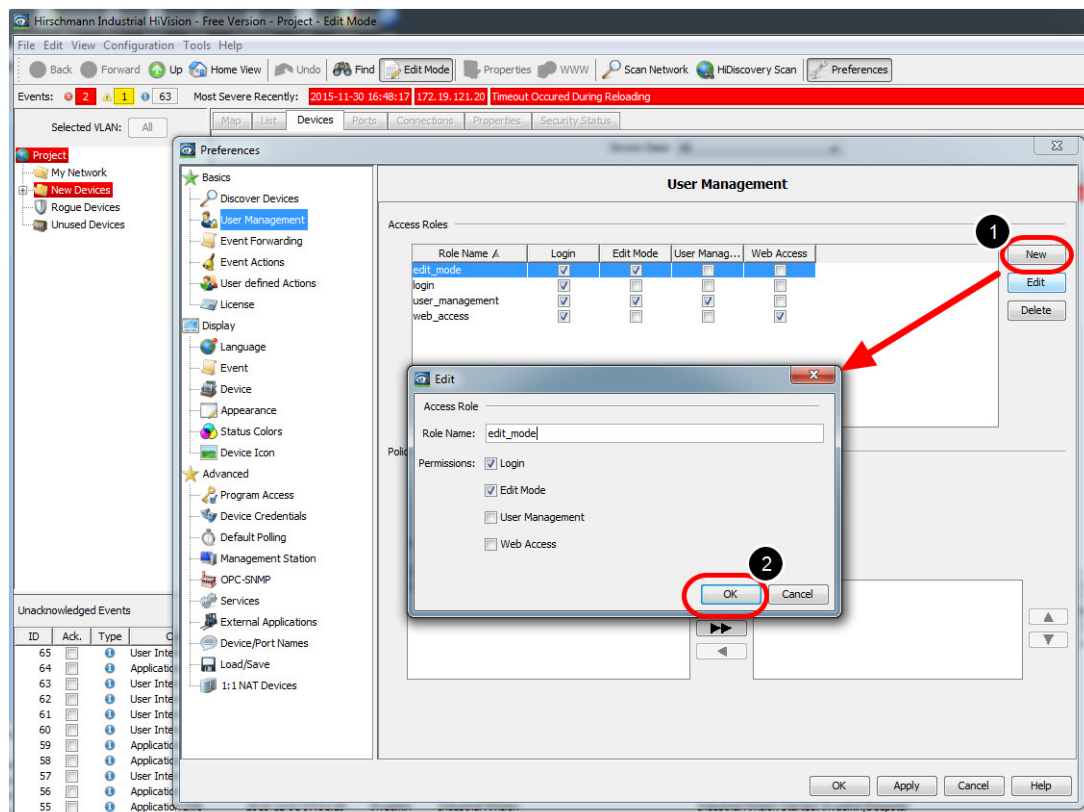 Hirschmann Industrial HiVision - Free Version - Project - Edit Mode
File Edit View Configuration Tools Help
Back Forward Up Home View Undo Find Edit Mode Properties WWW Scan Network HiDiscovery Scan Preferences
Events: 2 1 63 Most Severe Recently: 2015-11-30 16:48:17 172.19.121.20 Timeout Occured During Reloading
Selected VLAN: All
Map List Devices Ports Connections Properties Security Status
Project
My Network
New Devices
Rogue Devices
Unused Devices
Preferences
Basics
Discover Devices
User Management
Event Forwarding
Event Actions
User defined Actions
License
Display
Language
Event
Device
Appearance
Status Colors
Device Icon
Advanced
Program Access
Device Credentials
Default Polling
Management Station
OPC-SNMP
Services
External Applications
Device/Port Names
Load/Save
1:1 NAT Devices
User Management
Access Roles
Role Name Login Edit Mode User Manag... Web Access
edit_mode
login
user_management
web_access
1
New
Edit
Delete
Edit
Access Role
Role Name: edit_mode
Permissions: Login
Edit Mode
User Management
Web Access
2
OK Cancel
Polic
Unacknowledged Events
ID Ack. Type C
65 User Inte
64 Applicatio
63 User Inte
62 User Inte
61 User Inte
60 User Inte
59 Applicatio
58 Applicatio
57 User Inte
56 Applicatio
55
OK Apply Cancel Help